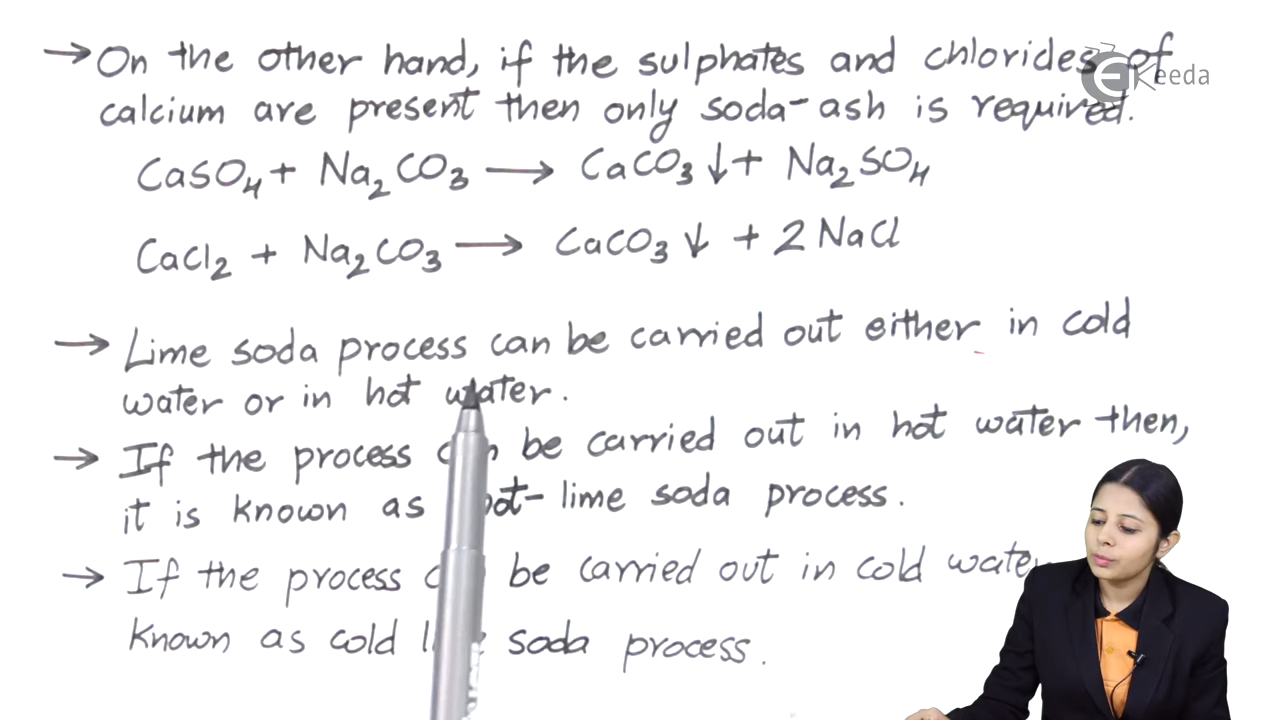 → On the other hand, if the sulphates and chlorides of
Keeda
calcium are present then only soda-ash is required.
CaSO4 + Na2CO3 → CaCO3↓ + Na2SO4
CaCl2 + Na2CO3 → CaCO3↓ + 2NaCl
→ Lime soda process can be carried out either in cold
water or in hot water.
→ If the process be carried out in hot water then,
it is known as lime soda process.
→ If the process be carried out in cold water
known as cold soda process.